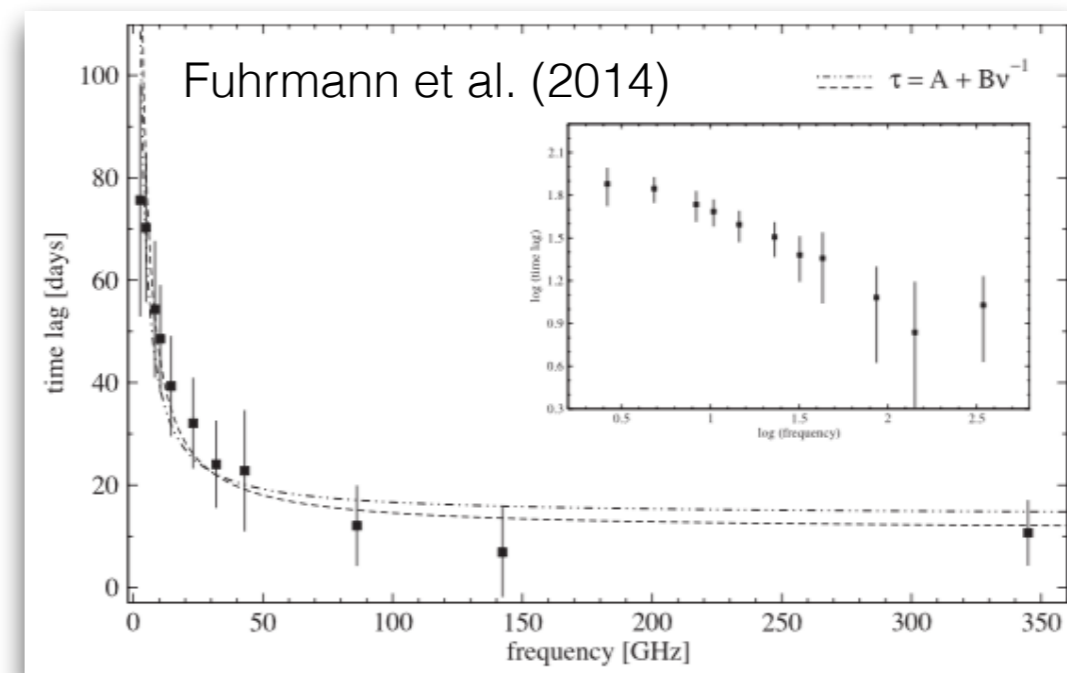 Fuhrmann et al. (2014)
τ = A + Bν⁻¹
100
80
60
40
20
0
time lag [days]
0 50 100 150 200 250 300 350
frequency [GHz]
2.1
1.8
1.5
1.2
0.9
0.6
0.3
log (time lag)
0.5 1 1.5 2 2.5
log (frequency)